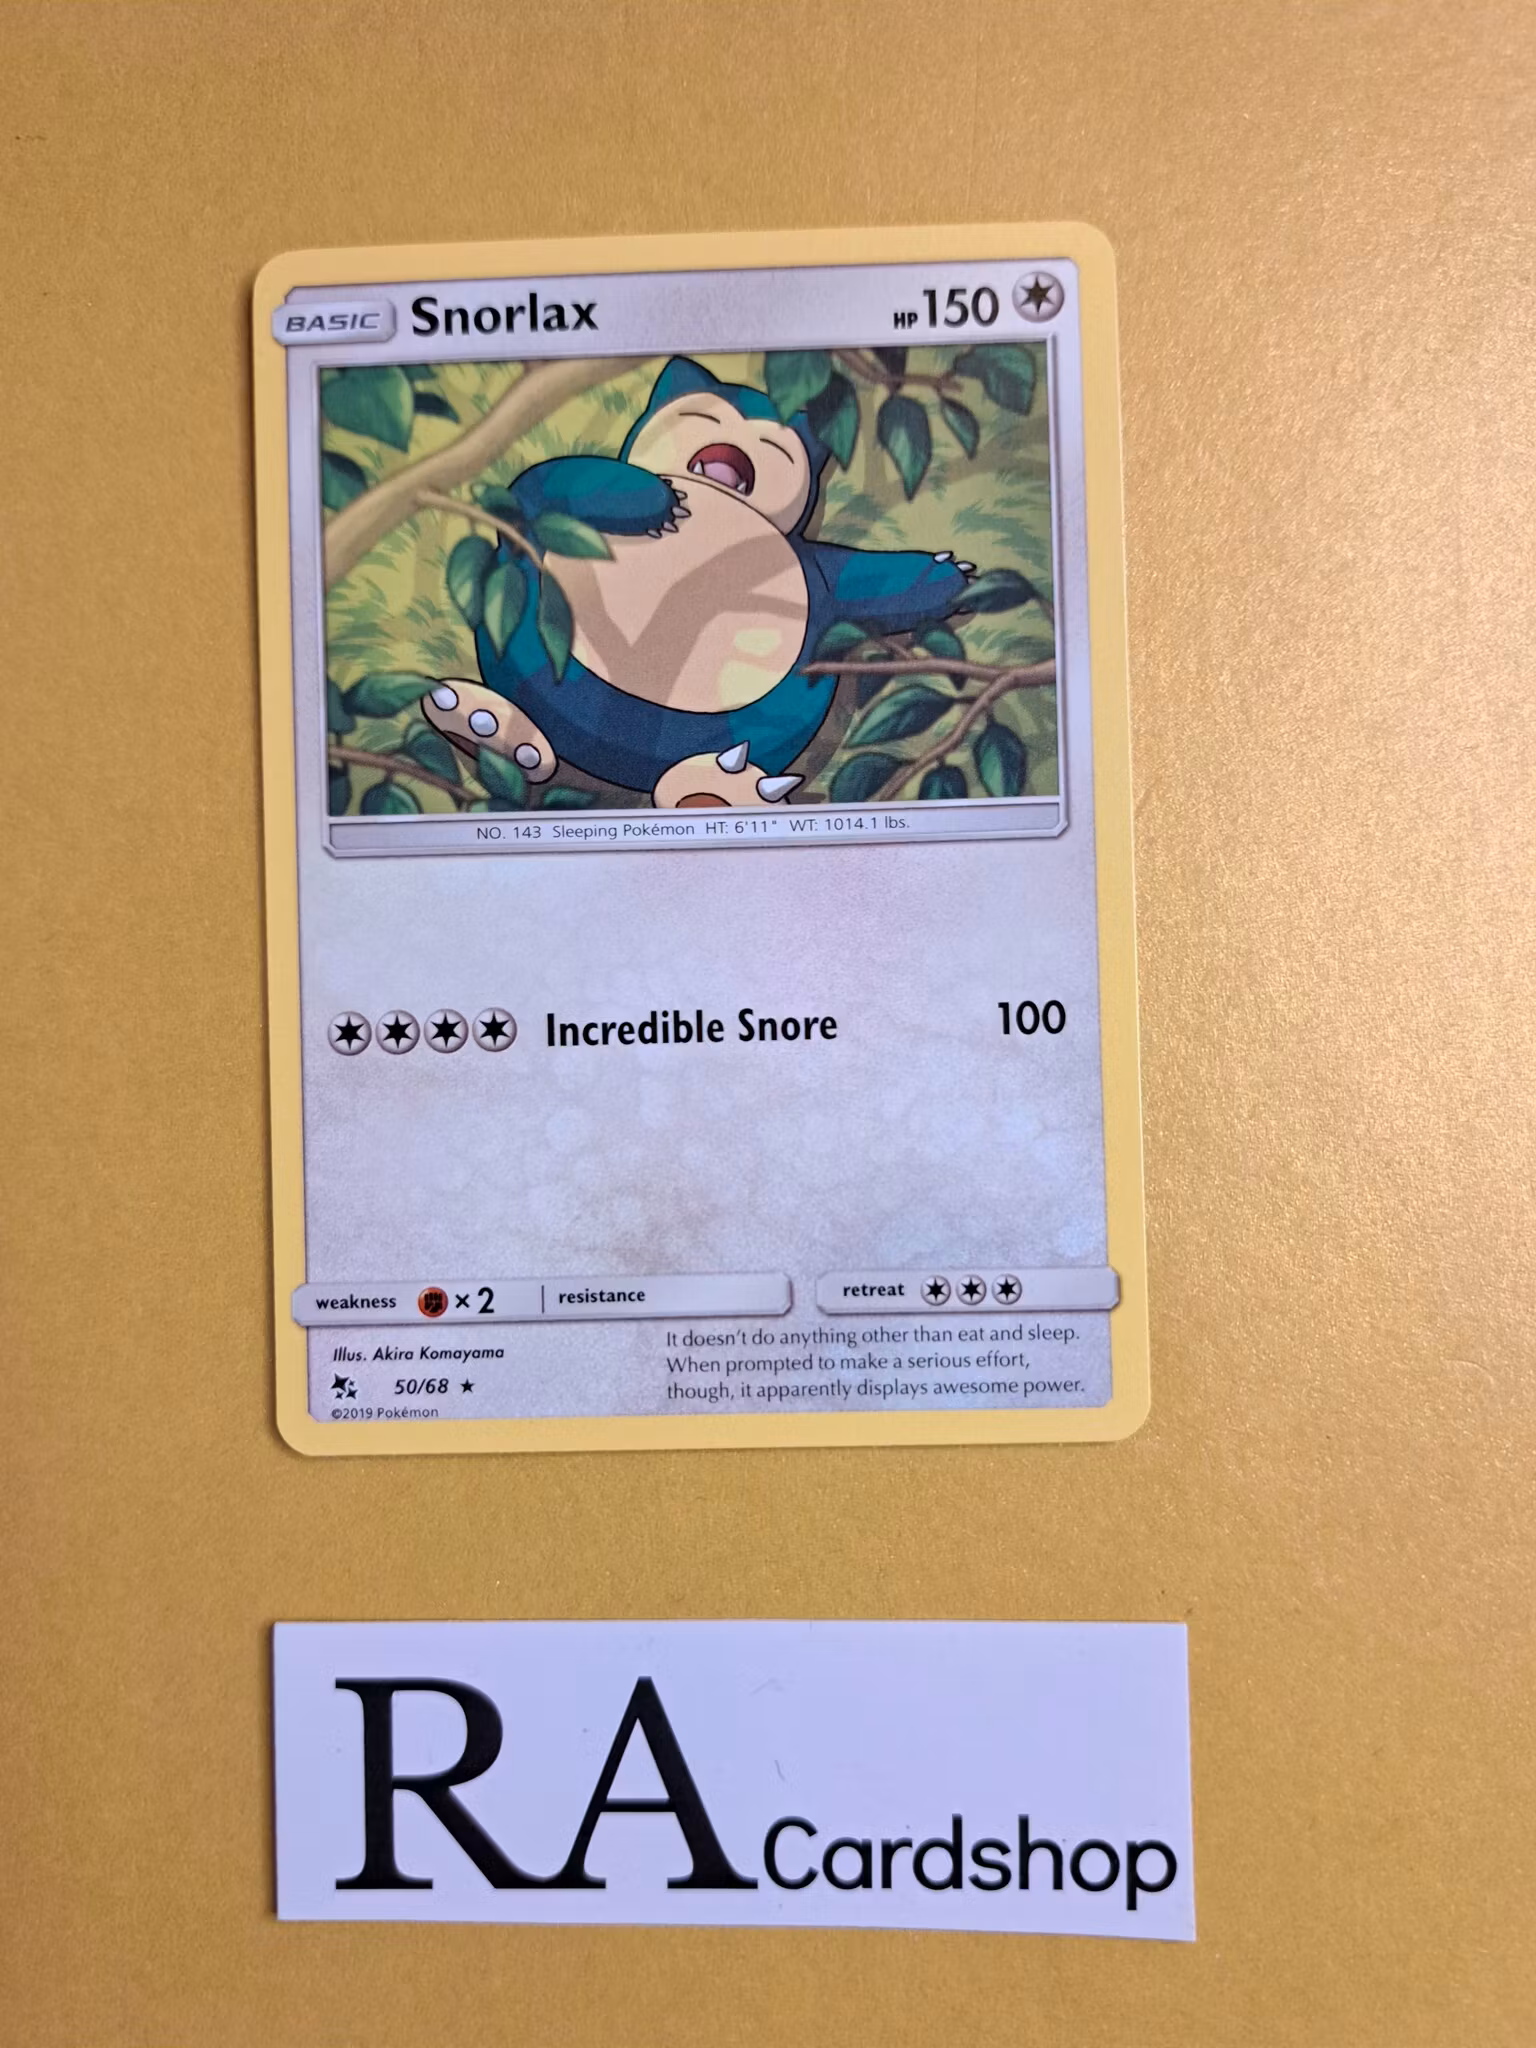 BASIC Snorlax HP 150
NO. 143 Sleeping Pokémon HT: 6'11" WT: 1014.1 lbs.
Incredible Snore 100
weakness × 2 resistance retreat
Illus. Akira Komayama
50/68 ★
©2019 Pokémon
It doesn't do anything other than eat and sleep.
When prompted to make a serious effort,
though, it apparently displays awesome power.
RA Cardshop